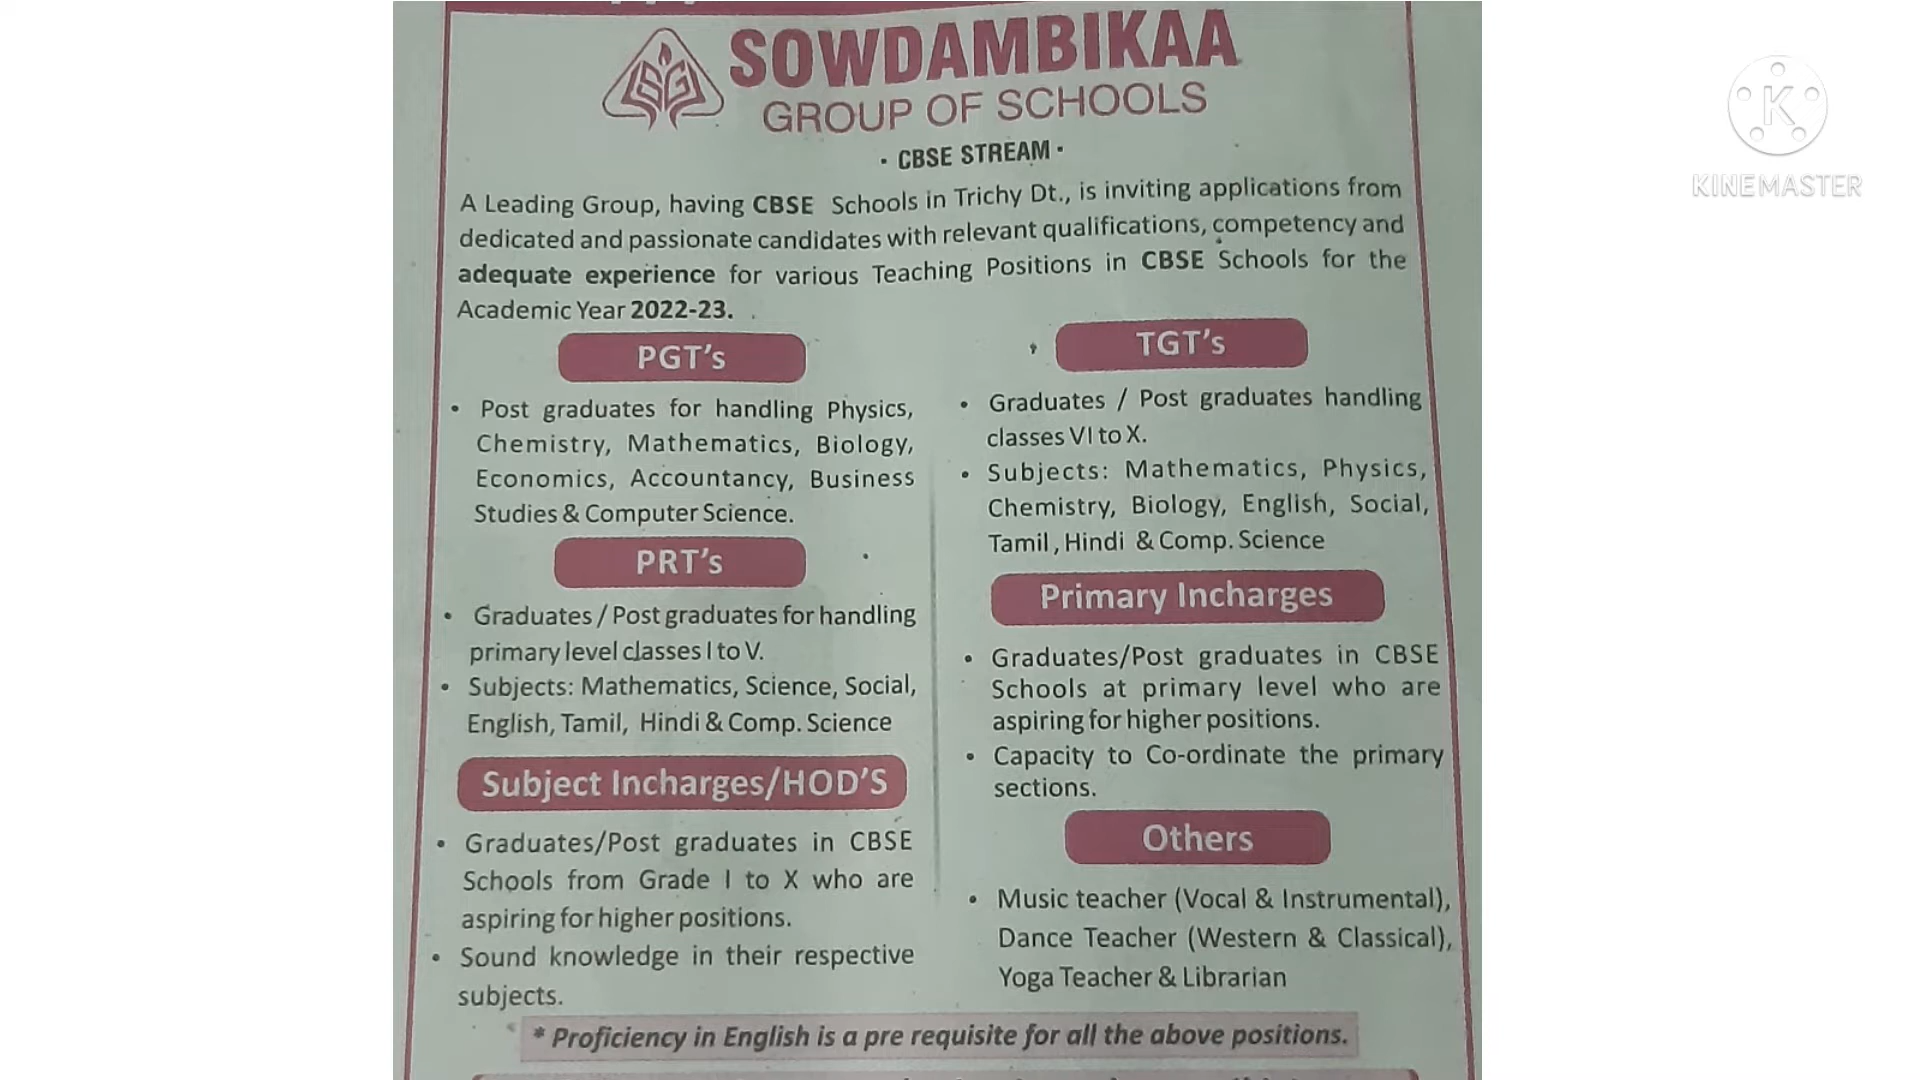 SOWDAMBIKAA
GROUP OF SCHOOLS
· CBSE STREAM ·
A Leading Group, having CBSE Schools in Trichy Dt., is inviting applications from
dedicated and passionate candidates with relevant qualifications, competency and
adequate experience for various Teaching Positions in CBSE Schools for the
Academic Year 2022-23.
PGT's
• Post graduates for handling Physics,
Chemistry, Mathematics, Biology,
Economics, Accountancy, Business
Studies & Computer Science.
PRT's
• Graduates / Post graduates for handling
primary level classes I to V.
• Subjects: Mathematics, Science, Social,
English, Tamil, Hindi & Comp. Science
Subject Incharges/HOD'S
• Graduates/Post graduates in CBSE
Schools from Grade I to X who are
aspiring for higher positions.
• Sound knowledge in their respective
subjects.
TGT's
• Graduates / Post graduates handling
classes VI to X.
• Subjects: Mathematics, Physics,
Chemistry, Biology, English, Social,
Tamil, Hindi & Comp. Science
Primary Incharges
• Graduates/Post graduates in CBSE
Schools at primary level who are
aspiring for higher positions.
• Capacity to Co-ordinate the primary
sections.
Others
• Music teacher (Vocal & Instrumental),
Dance Teacher (Western & Classical),
Yoga Teacher & Librarian
* Proficiency in English is a pre requisite for all the above positions.
K
KINEMASTER